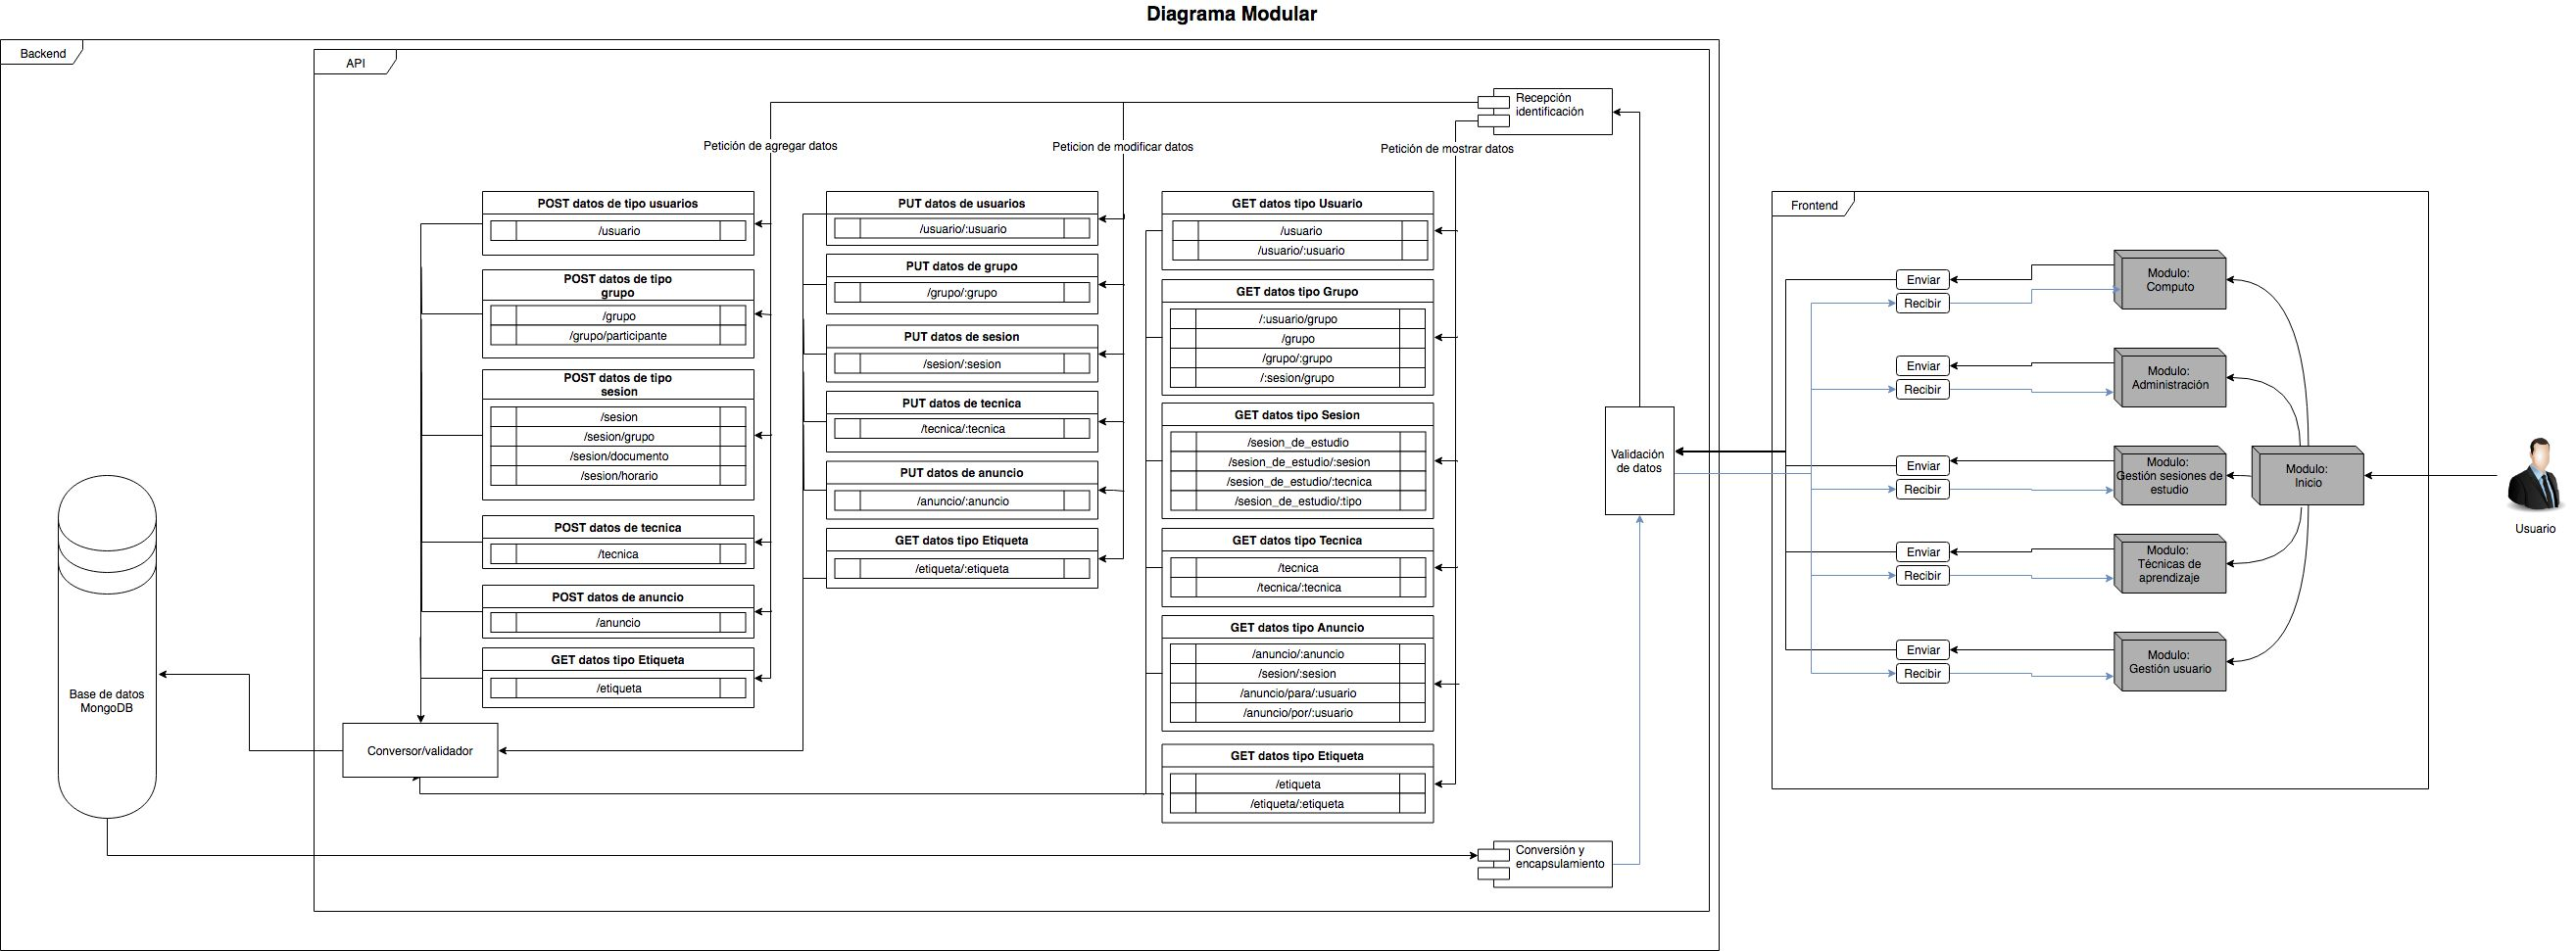 Diagrama Modular
Backend
API
Recepción
identificación
Petición de agregar datos
Peticion de modificar datos
Petición de mostrar datos
POST datos de tipo usuarios
/usuario
POST datos de tipo
grupo
/grupo
/grupo/participante
POST datos de tipo
sesion
/sesion
/sesion/grupo
/sesion/documento
/sesion/horario
POST datos de tecnica
/tecnica
POST datos de anuncio
/anuncio
GET datos tipo Etiqueta
/etiqueta
PUT datos de usuarios
/usuario/:usuario
PUT datos de grupo
/grupo/:grupo
PUT datos de sesion
/sesion/:sesion
PUT datos de tecnica
/tecnica/:tecnica
PUT datos de anuncio
/anuncio/:anuncio
GET datos tipo Etiqueta
/etiqueta/:etiqueta
GET datos tipo Usuario
/usuario
/usuario/:usuario
GET datos tipo Grupo
/:usuario/grupo
/grupo
/grupo/:grupo
/:sesion/grupo
GET datos tipo Sesion
/sesion_de_estudio
/sesion_de_estudio/:sesion
/sesion_de_estudio/:tecnica
/sesion_de_estudio/:tipo
GET datos tipo Tecnica
/tecnica
/tecnica/:tecnica
GET datos tipo Anuncio
/anuncio/:anuncio
/sesion/:sesion
/anuncio/para/:usuario
/anuncio/por/:usuario
GET datos tipo Etiqueta
/etiqueta
/etiqueta/:etiqueta
Base de datos
MongoDB
Conversor/validador
Conversión y
encapsulamiento
Validación
de datos
Frontend
Enviar
Recibir
Modulo:
Computo
Enviar
Recibir
Modulo:
Administración
Enviar
Recibir
Modulo:
Gestión sesiones de
estudio
Modulo:
Inicio
Enviar
Recibir
Modulo:
Técnicas de
aprendizaje
Enviar
Recibir
Modulo:
Gestión usuario
Usuario